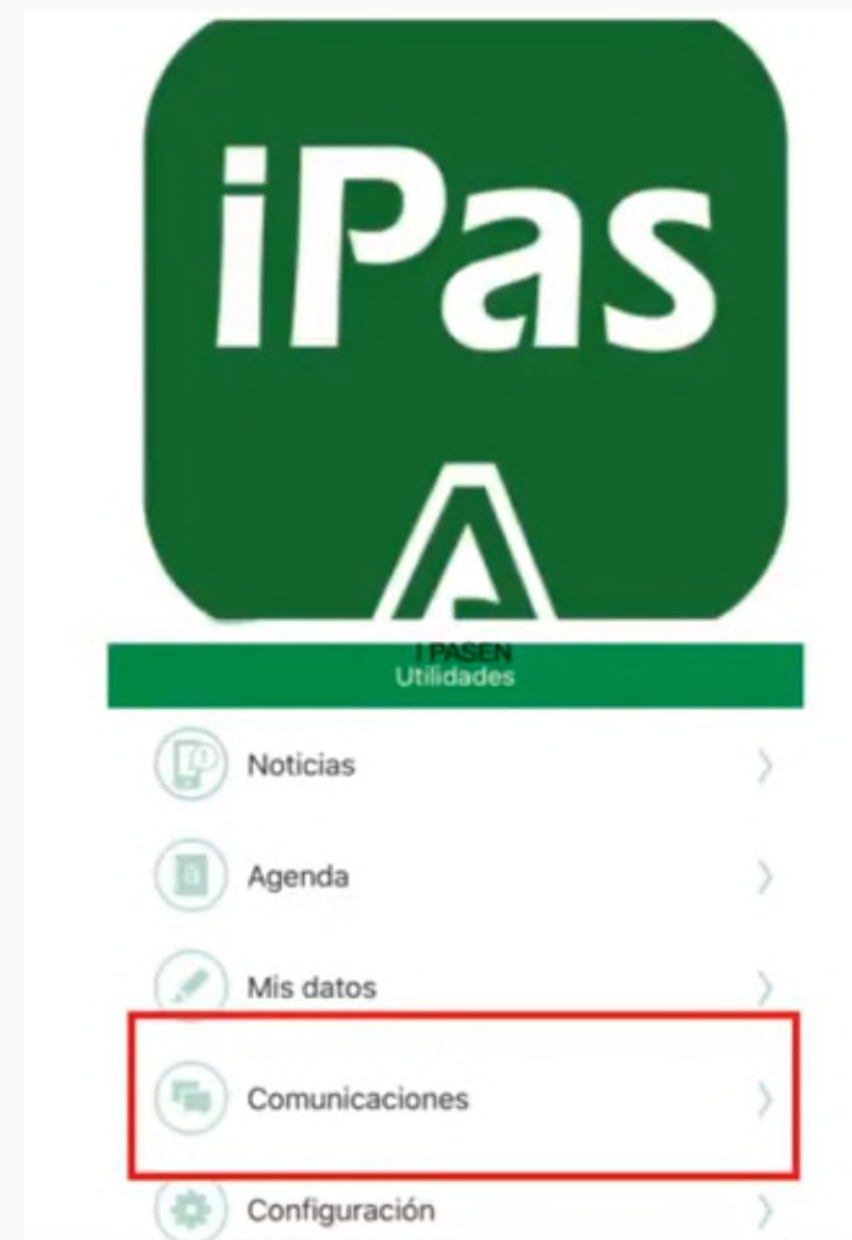 iPas
I PASEN
Utilidades
Noticias
Agenda
Mis datos
Comunicaciones
Configuración